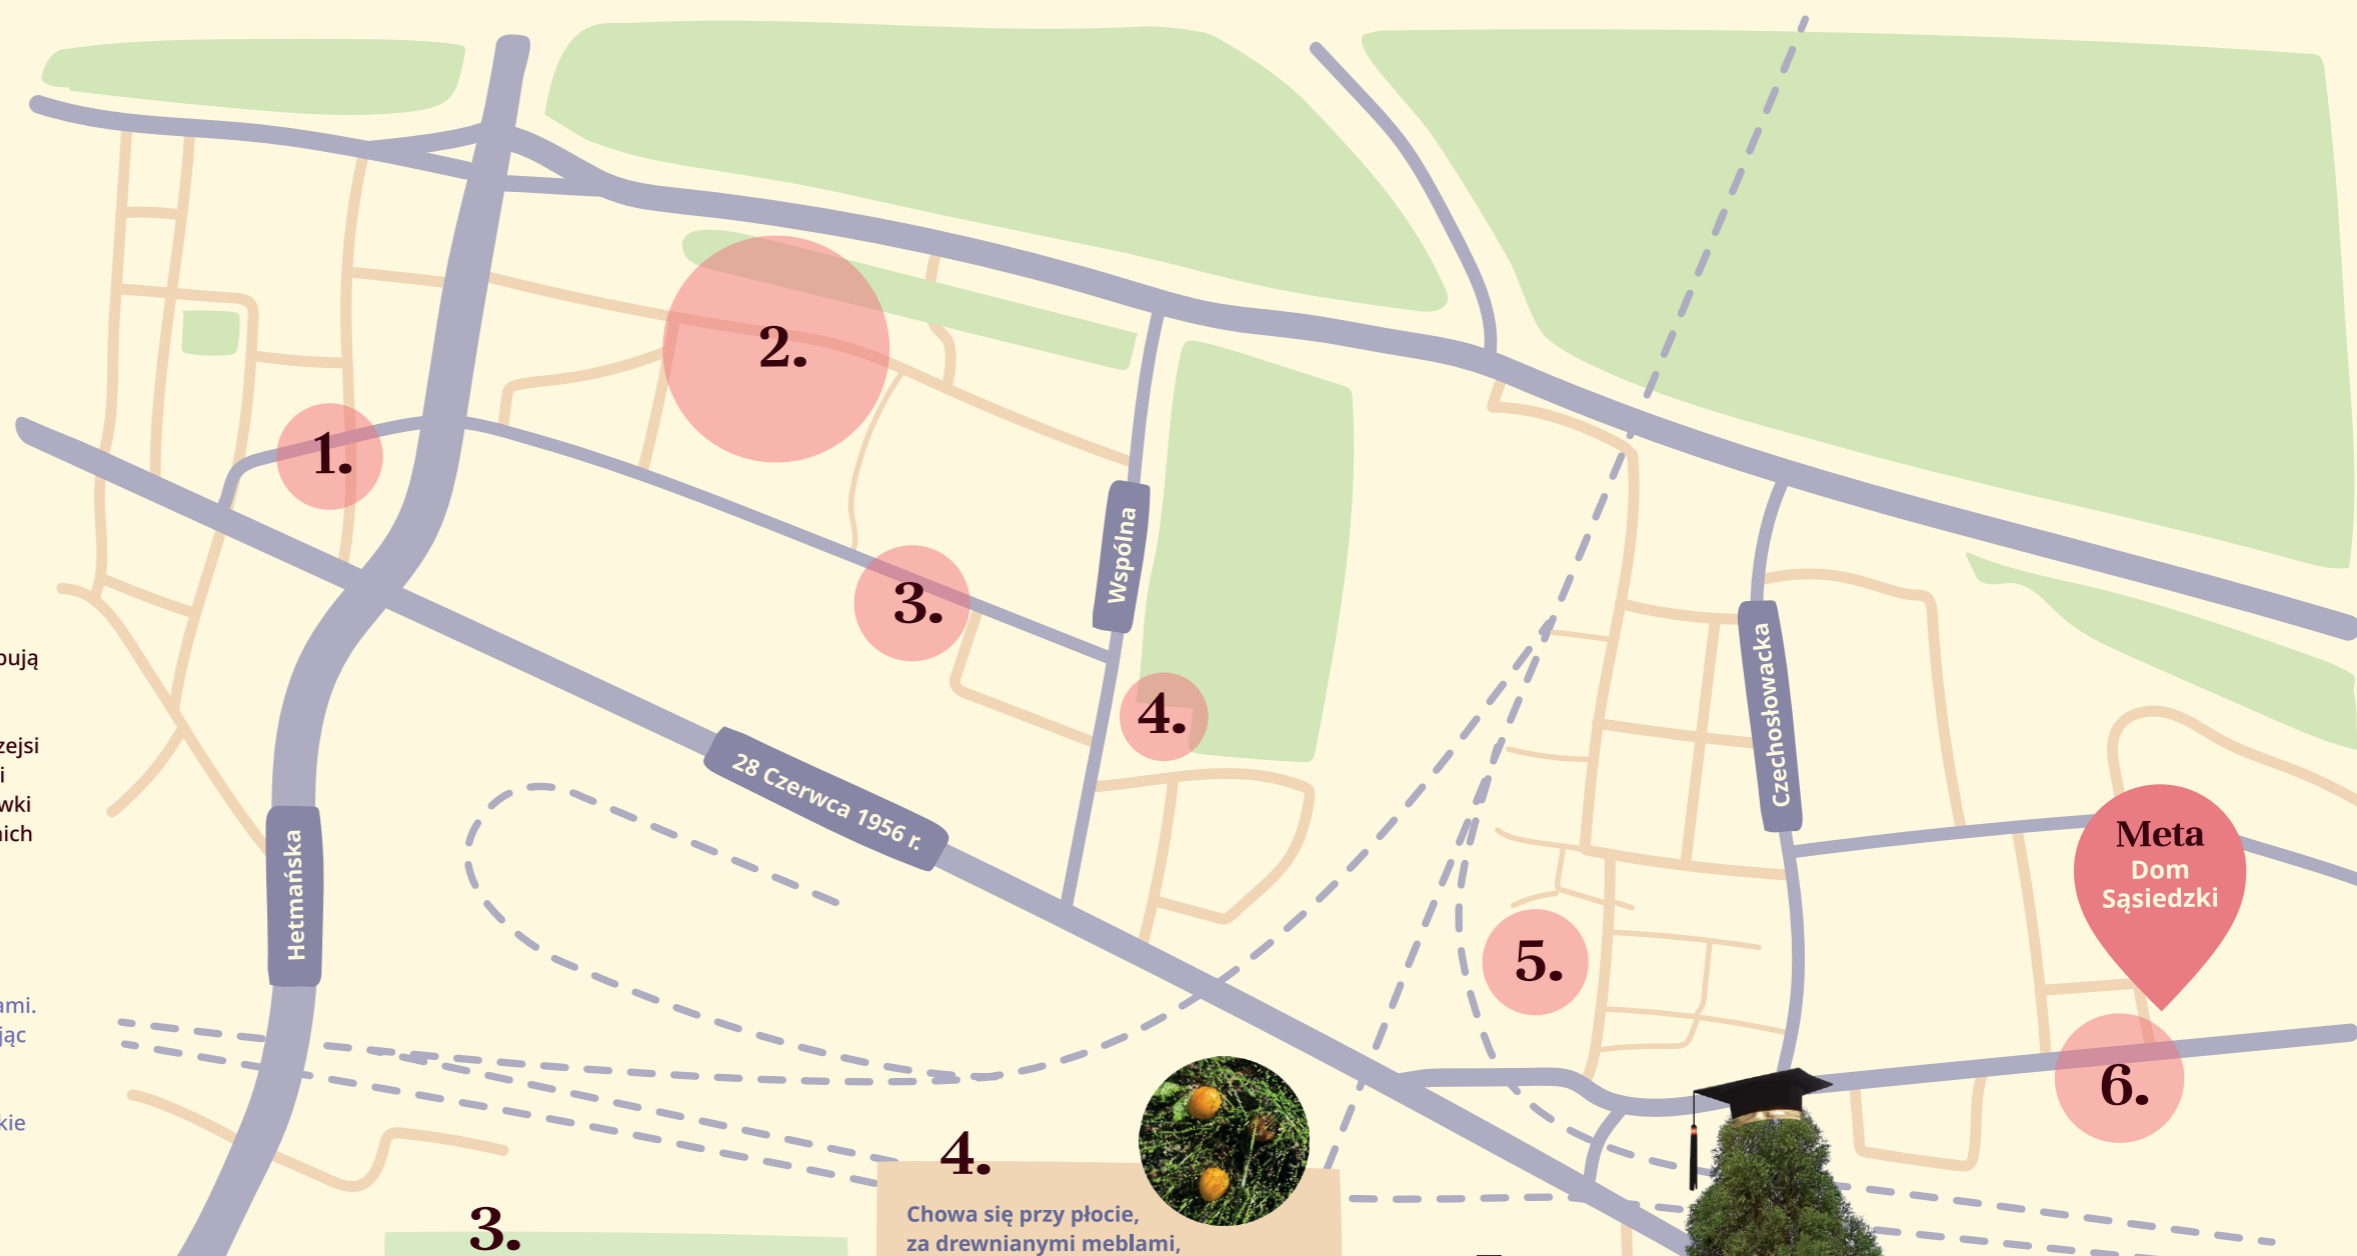 2.
1.
Wspólna
3.
Czechosłowacka
4.
28 Czerwca 1956 r.
Hetmańska
Meta
Dom
Sąsiedzki
5.
6.
4.
Chowa się przy płocie,
za drewnianymi meblami,
3.